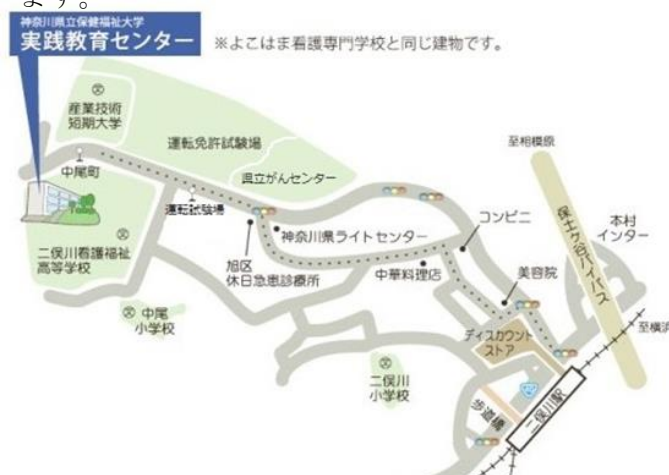 ます。
神奈川県立保健福祉大学
実践教育センター
※よこはま看護専門学校と同じ建物です。
産業技術
短期大学
運転免許試験場
至相模原
中尾町
県立がんセンター
運転試験場
コンビニ
保土ケ谷バイパス
本村
インター
神奈川県ライトセンター
二俣川看護福祉
高等学校
旭区
休日急患診療所
中華料理店
美容院
至横浜
中尾
小学校
ディスカウント
ストア
二俣川
小学校
歩道橋
二俣川駅